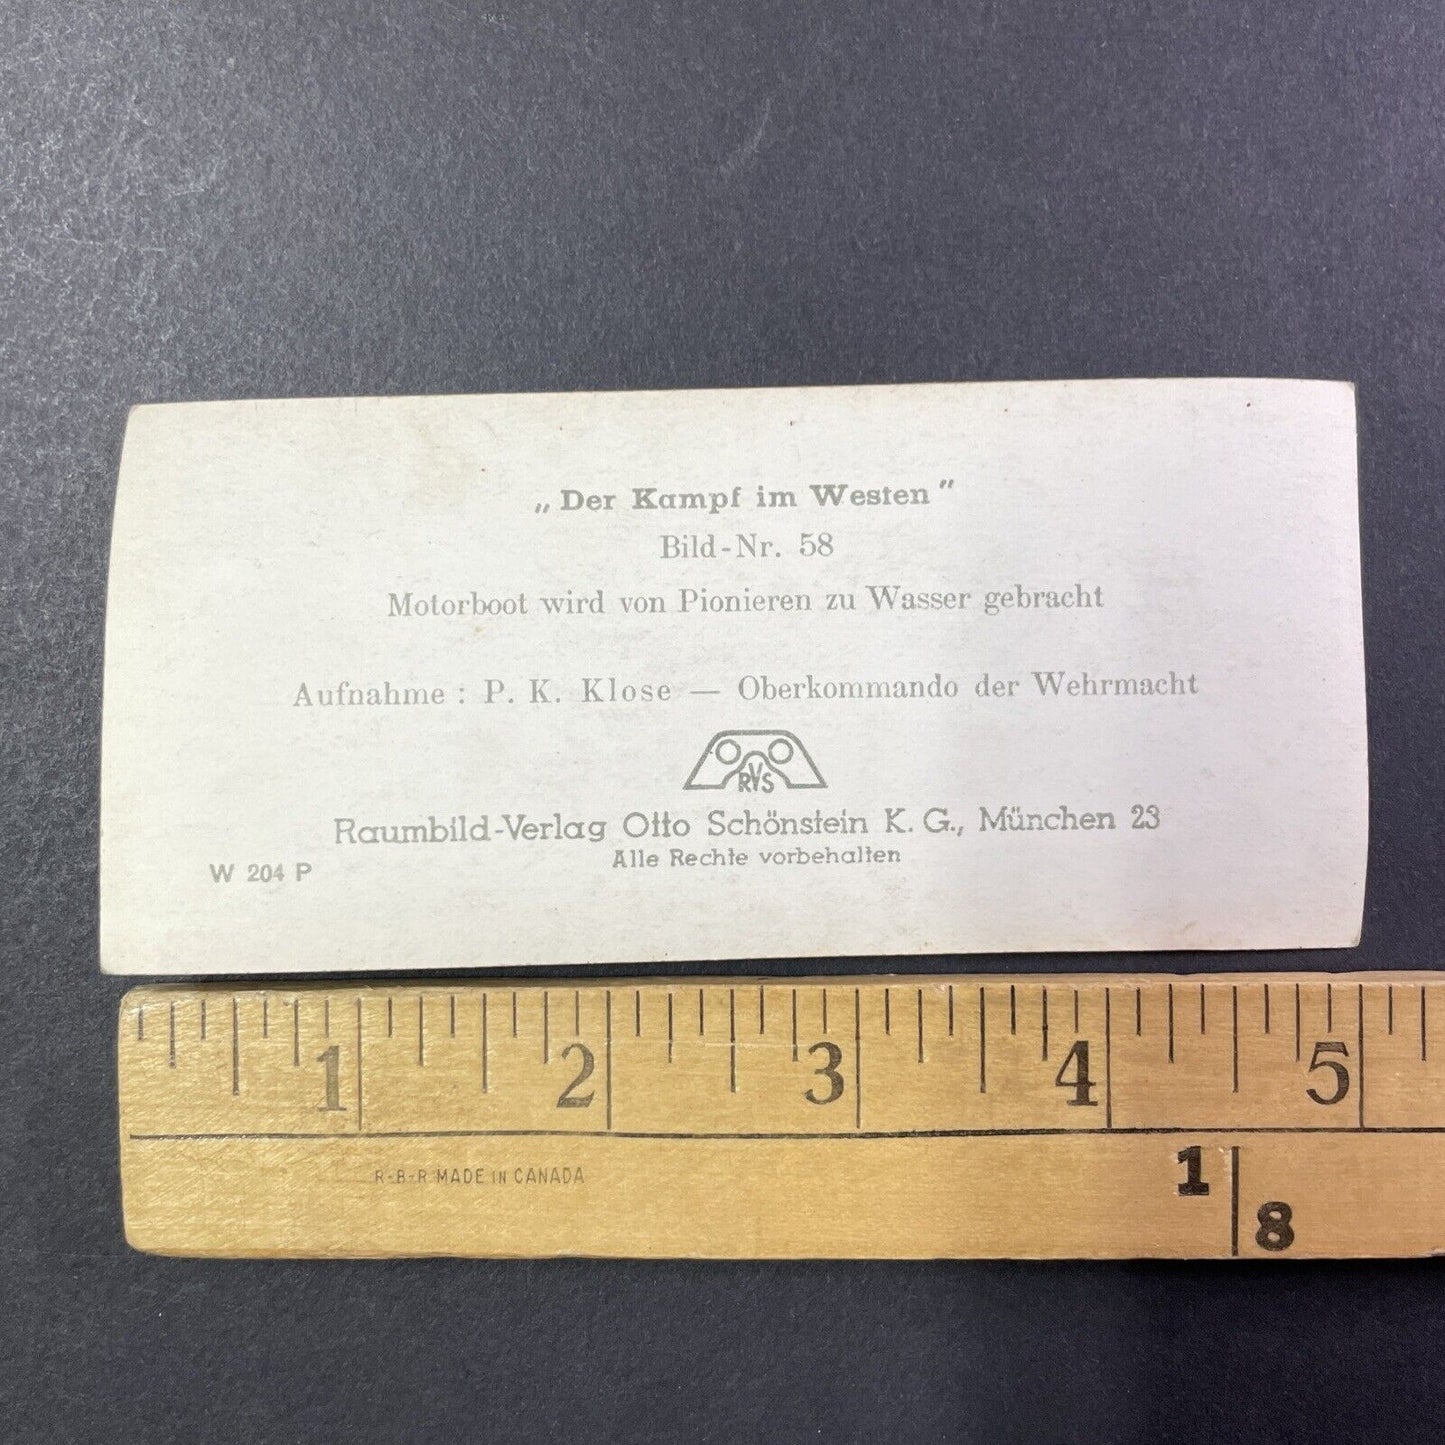 „Der Kampf im Westen"
Bild-Nr. 58
Motorboot wird von Pionieren zu Wasser gebracht
Aufnahme: P. K. Klose — Oberkommando der Wehrmacht
RVS
Raumbild-Verlag Otto Schönstein K. G., München 23
Alle Rechte vorbehalten
W 204 P
1 2 3 4 5
R-B-R MADE IN CANADA
1
8